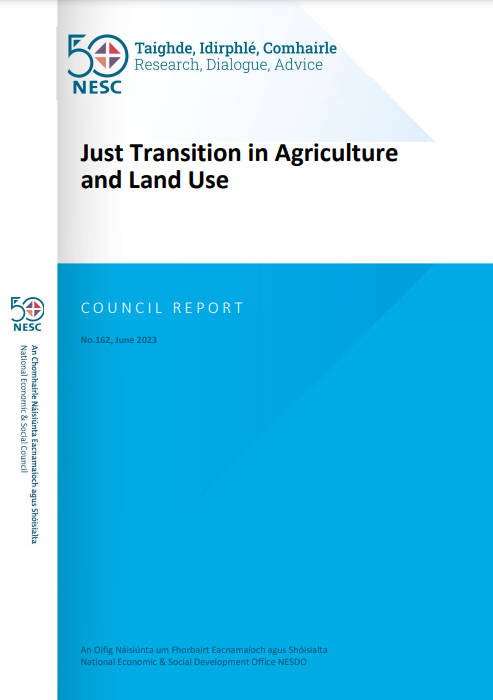 50
NESC
Taighde, Idirphlé, Comhairle
Research, Dialogue, Advice
Just Transition in Agriculture
and Land Use
COUNCIL REPORT
No.162, June 2023
50
NESC
An Chomhairle Náisiúnta Eacnamaíoch agus Shóisialta
National Economic & Social Council
An Oifig Náisiúnta um Fhorbairt Eacnamaíoch agus Shóisialta
National Economic & Social Development Office NESDO